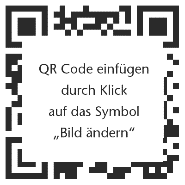 QR Code einfügen
durch Klick
auf das Symbol
„Bild ändern“